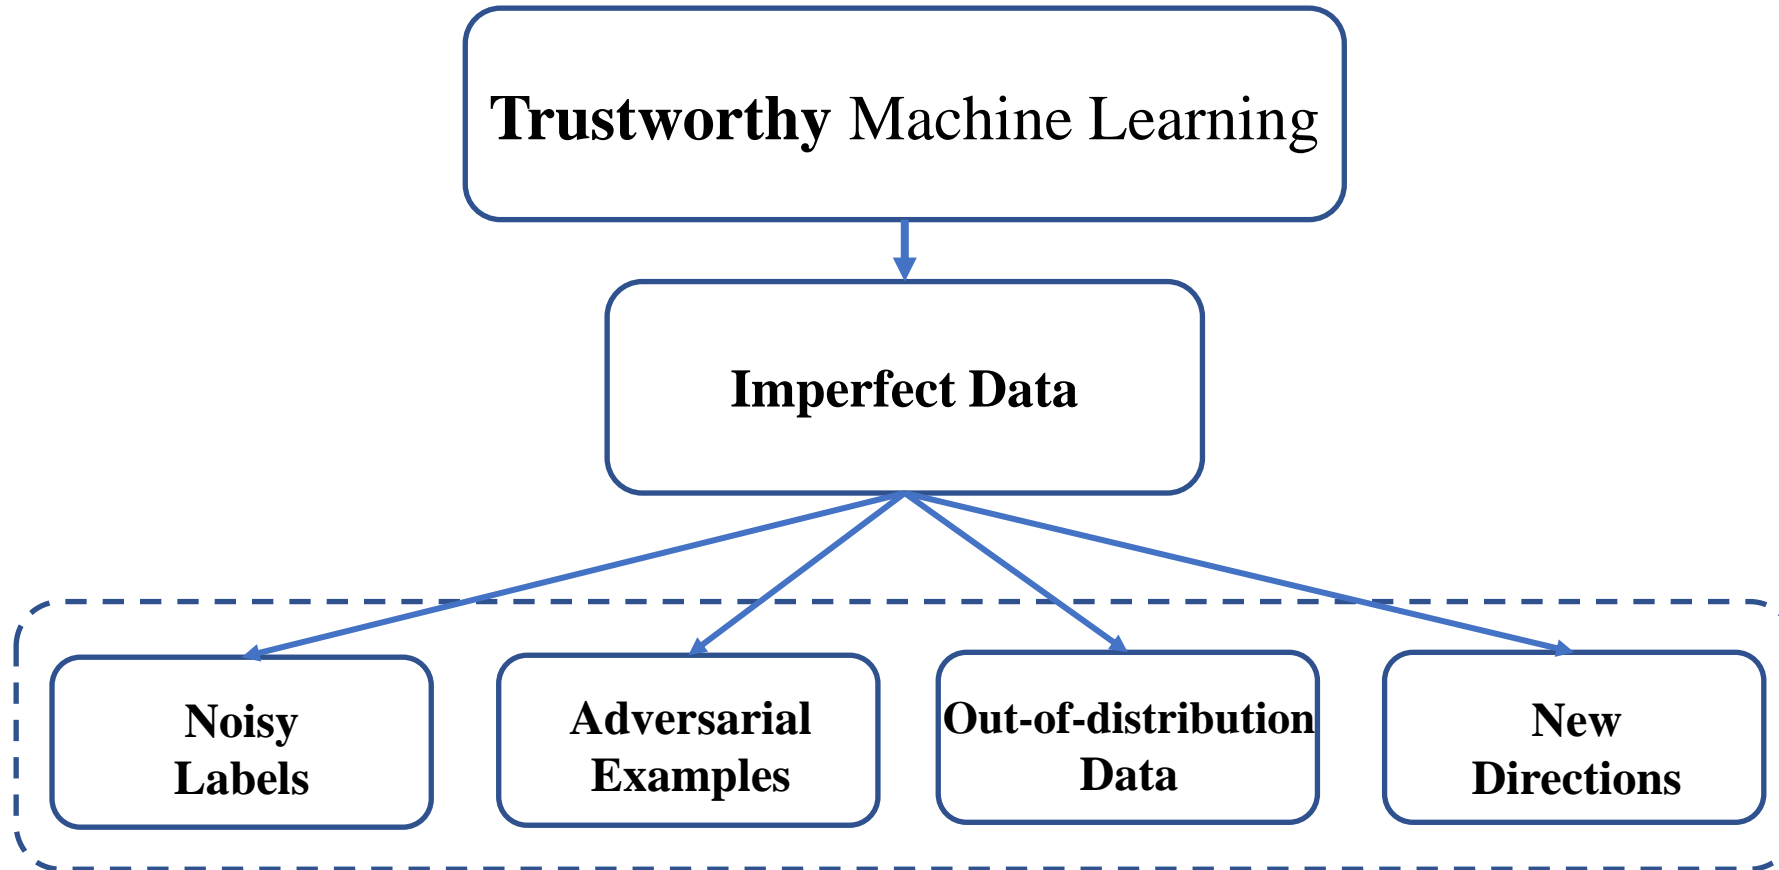 Trustworthy Machine Learning
Imperfect Data
Noisy
Labels
Adversarial
Examples
Out-of-distribution
Data
New
Directions